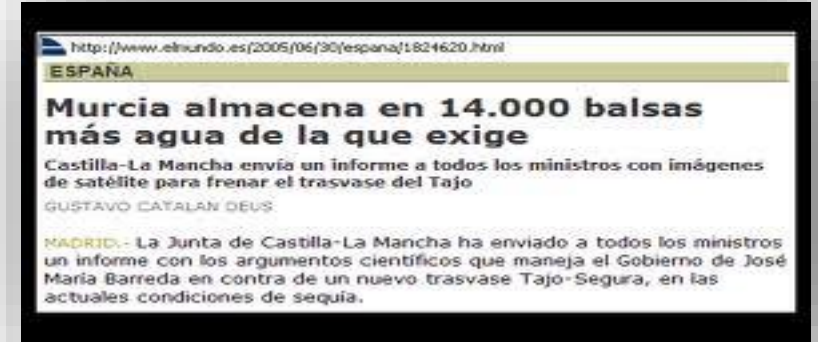 http://www.elmundo.es/2005/06/30/espana/1824620.html
ESPAÑA
Murcia almacena en 14.000 balsas
más agua de la que exige
Castilla-La Mancha envía un informe a todos los ministros con imágenes
de satélite para frenar el trasvase del Tajo
GUSTAVO CATALAN DEUS
MADRID.- La Junta de Castilla-La Mancha ha enviado a todos los ministros
un informe con los argumentos científicos que maneja el Gobierno de José
María Barreda en contra de un nuevo trasvase Tajo-Segura, en las
actuales condiciones de sequía.